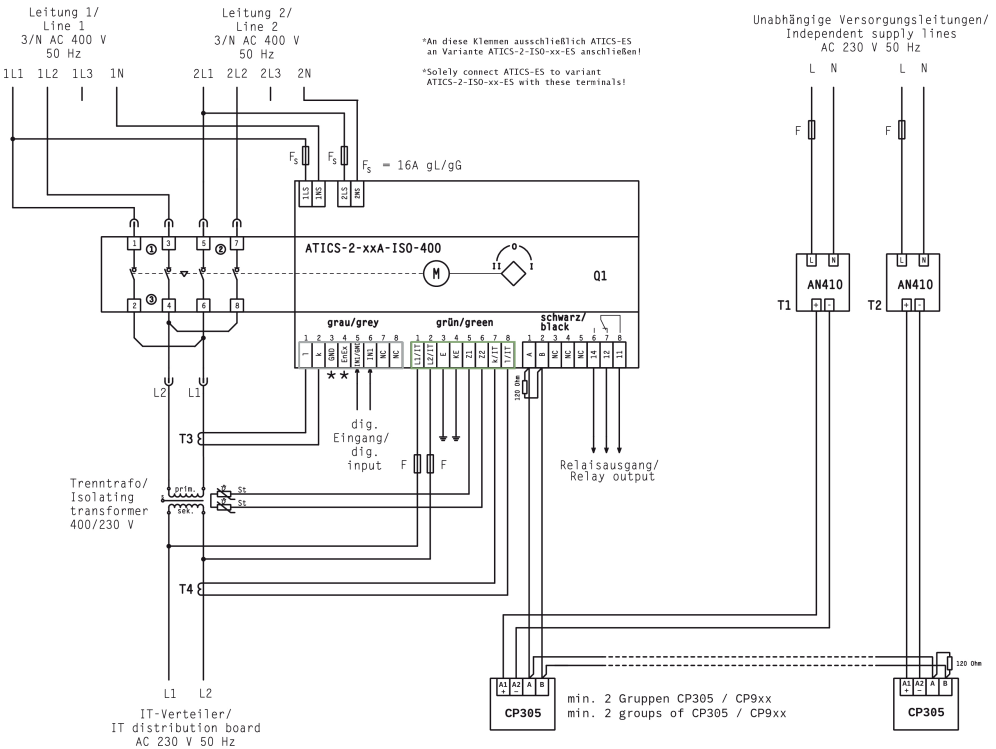 Leitung 1/
Line 1
3/N AC 400 V
50 Hz
1L1 1L2 1L3 1N
Leitung 2/
Line 2
3/N AC 400 V
50 Hz
2L1 2L2 2L3 2N
*An diese Klemmen ausschließlich ATICS-ES
an Variante ATICS-2-ISO-xx-ES anschließen!
*Solely connect ATICS-ES to variant
ATICS-2-ISO-xx-ES with these terminals!
Unabhängige Versorgungsleitungen/
Independent supply lines
AC 230 V 50 Hz
L N L N
F F
Fs Fs Fs = 16A gL/gG
1LS 1NS 2LS 2NS
1 ① 3 5 ② 7
ATICS-2-xxA-ISO-400
M
II O I
Q1
2 ③ 4 6 8
L N
AN410
T1 + -
L N
AN410
T2 + -
grau/grey
1 2 3 4 5 6 7 8
l k GND EnEx IN1/GND IN1 NC NC
* *
grün/green
1 2 3 4 5 6 7 8
L1/IT L2/IT E KE Z1 Z2 k/IT l/IT
schwarz/
black
1 2 3 4 5 6 7 8
A B NC NC NC 14 12 11
120 Ohm
L2 L1
T3
dig.
Eingang/
dig.
input
F F
Relaisausgang/
Relay output
Trenntrafo/
Isolating
transformer
400/230 V
prim.
sek.
St
St
T4
120 Ohm
L1 L2
IT-Verteiler/
IT distribution board
AC 230 V 50 Hz
A1 A2 A B
+ -
CP305
min. 2 Gruppen CP305 / CP9xx
min. 2 groups of CP305 / CP9xx
A1 A2 A B
+ -
CP305